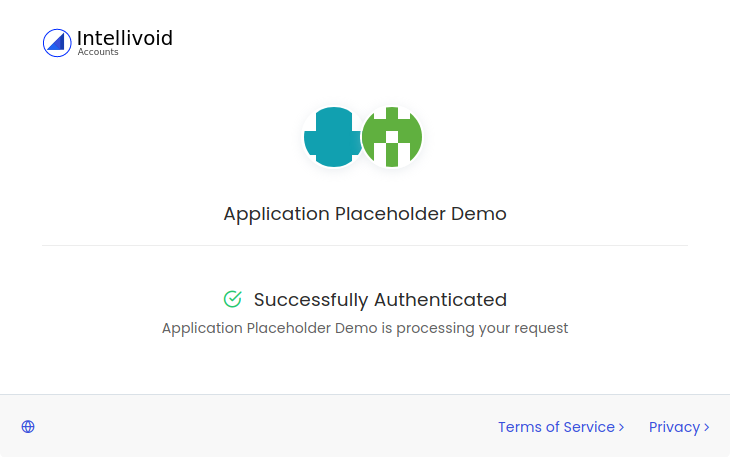 Intellivoid
Accounts
Application Placeholder Demo
Successfully Authenticated
Application Placeholder Demo is processing your request
Terms of Service
Privacy